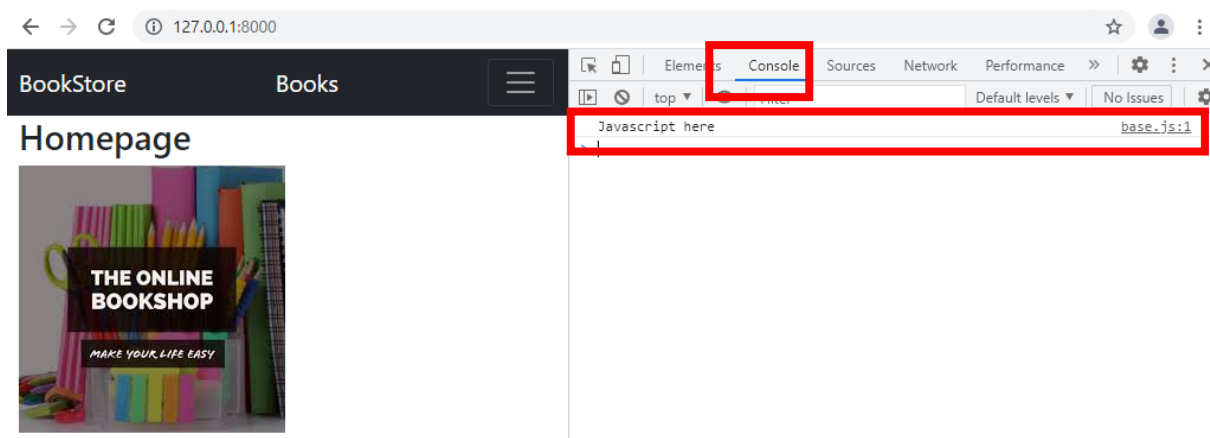 127.0.0.1:8000
BookStore Books
Elements Console Sources Network Performance »
top Default levels No Issues
Homepage
Javascript here base.js:1
THE ONLINE
BOOKSHOP
MAKE YOUR LIFE EASY